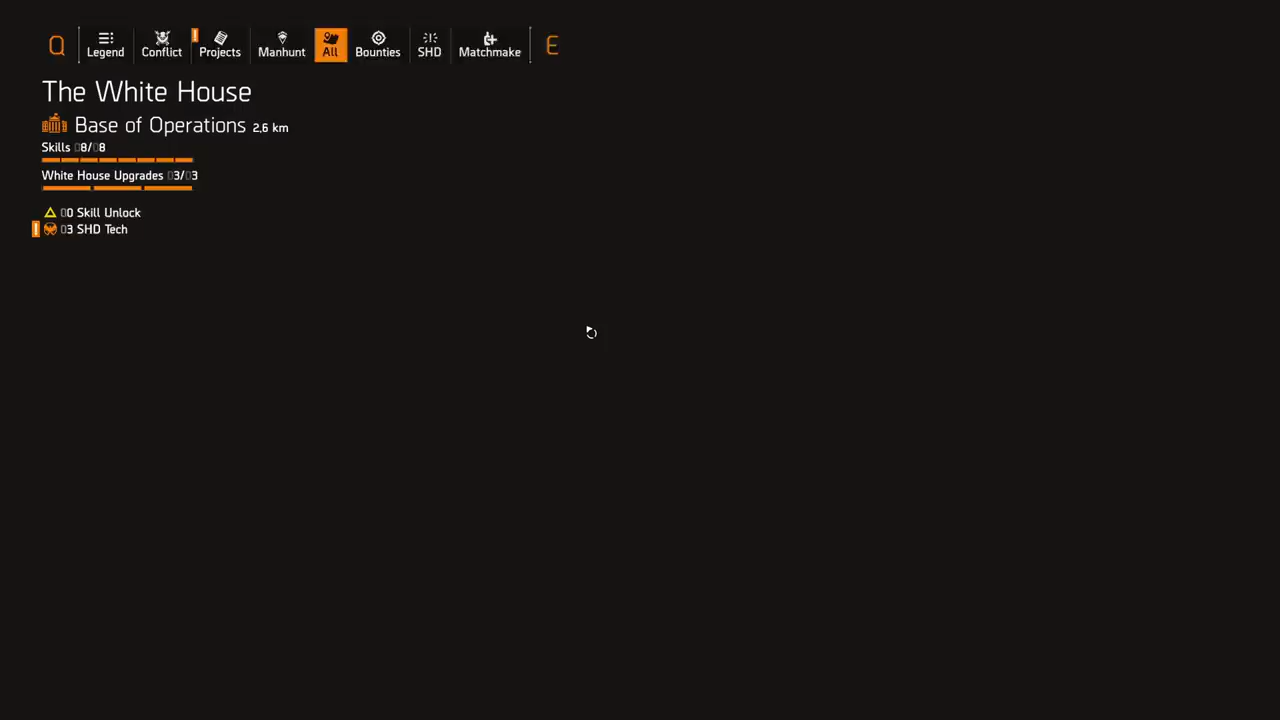 Q Legend Conflict Projects Manhunt All Bounties SHD Matchmake E
The White House
Base of Operations 2,6 km
Skills 08/08
White House Upgrades 03/03
00 Skill Unlock
03 SHD Tech